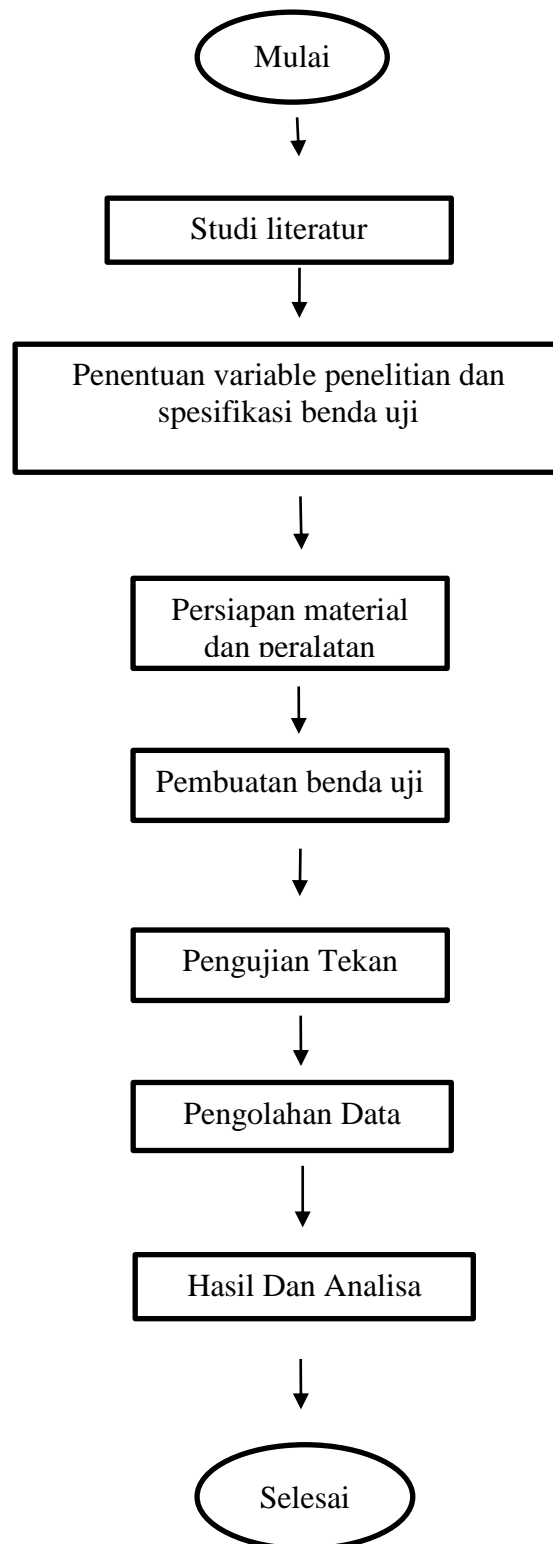 Mulai
Studi literatur
Penentuan variable penelitian dan
spesifikasi benda uji
Persiapan material
dan peralatan
Pembuatan benda uji
Pengujian Tekan
Pengolahan Data
Hasil Dan Analisa
Selesai